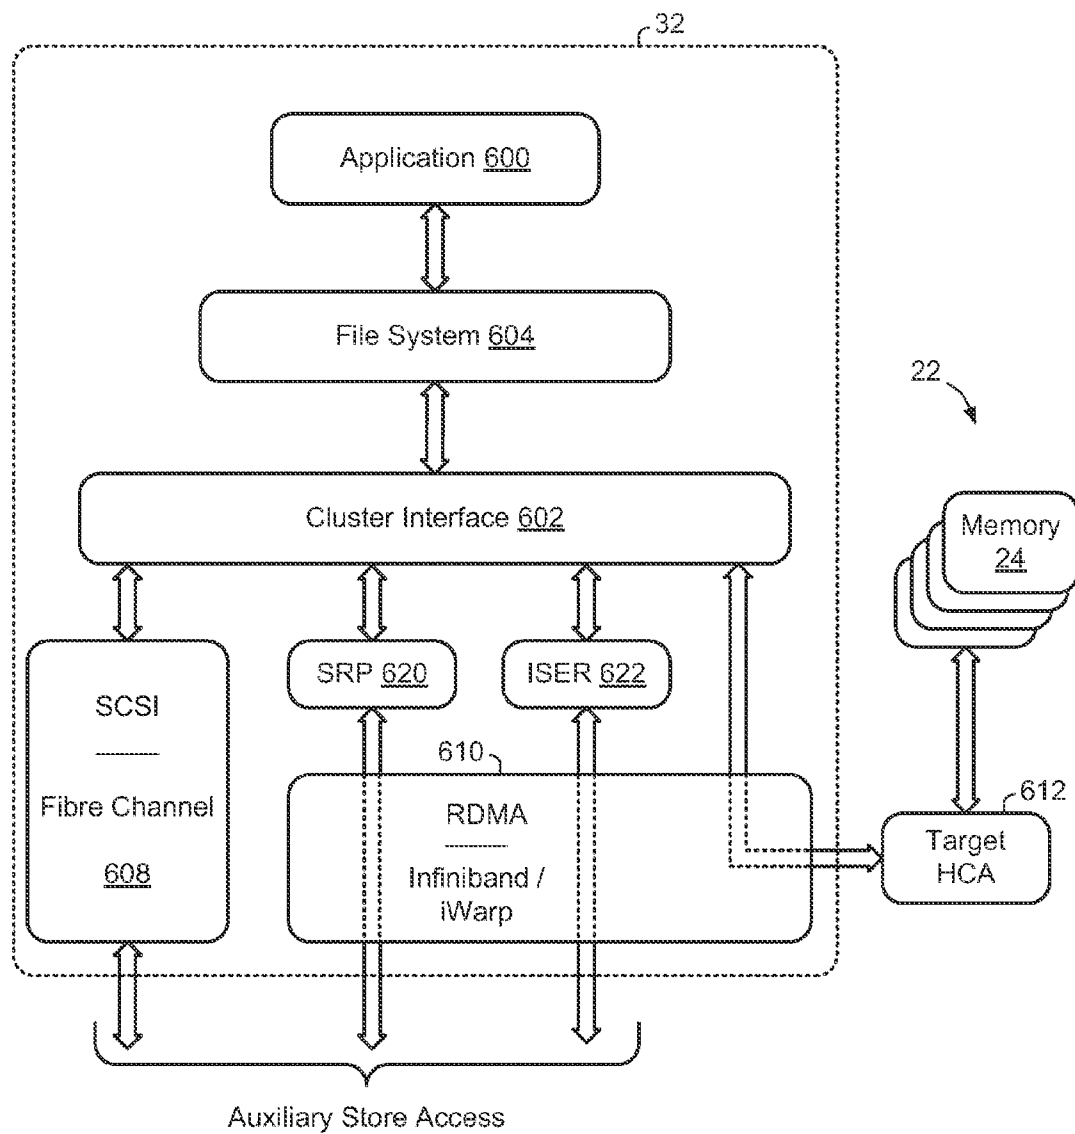 32
Application 600
File System 604
22
Cluster Interface 602
Memory
24
SRP 620
ISER 622
SCSI
Fibre Channel
608
610
RDMA
Infiniband /
iWarp
612
Target
HCA
Auxiliary Store Access